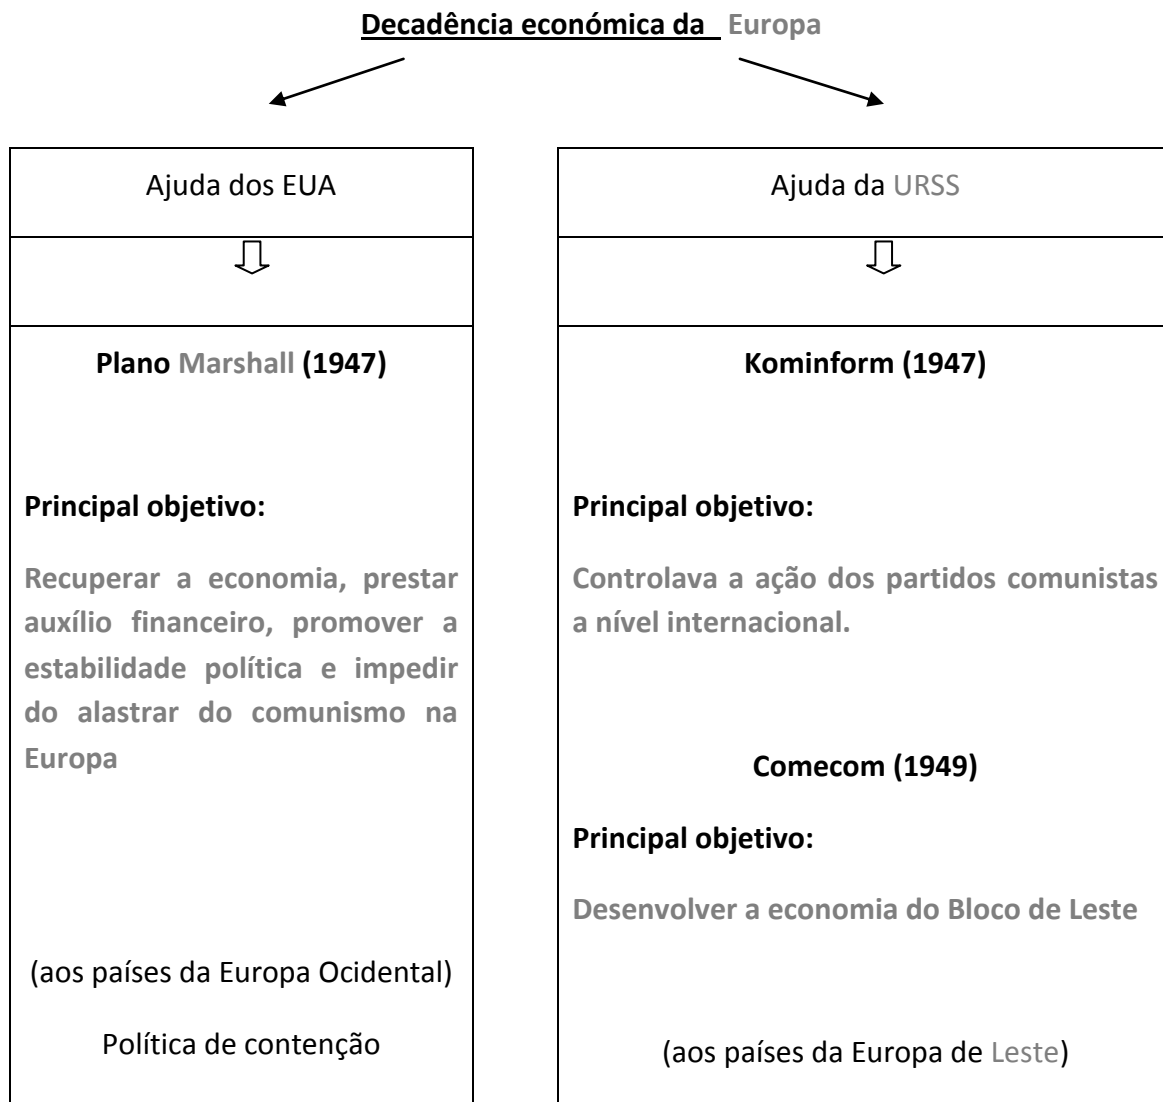 Decadência económica da Europa
Ajuda dos EUA
Plano Marshall (1947)
Principal objetivo:
Recuperar a economia, prestar
auxílio financeiro, promover a
estabilidade política e impedir
do alastrar do comunismo na
Europa
(aos países da Europa Ocidental)
Política de contenção
Ajuda da URSS
Kominform (1947)
Principal objetivo:
Controlava a ação dos partidos comunistas
a nível internacional.
Comecom (1949)
Principal objetivo:
Desenvolver a economia do Bloco de Leste
(aos países da Europa de Leste)